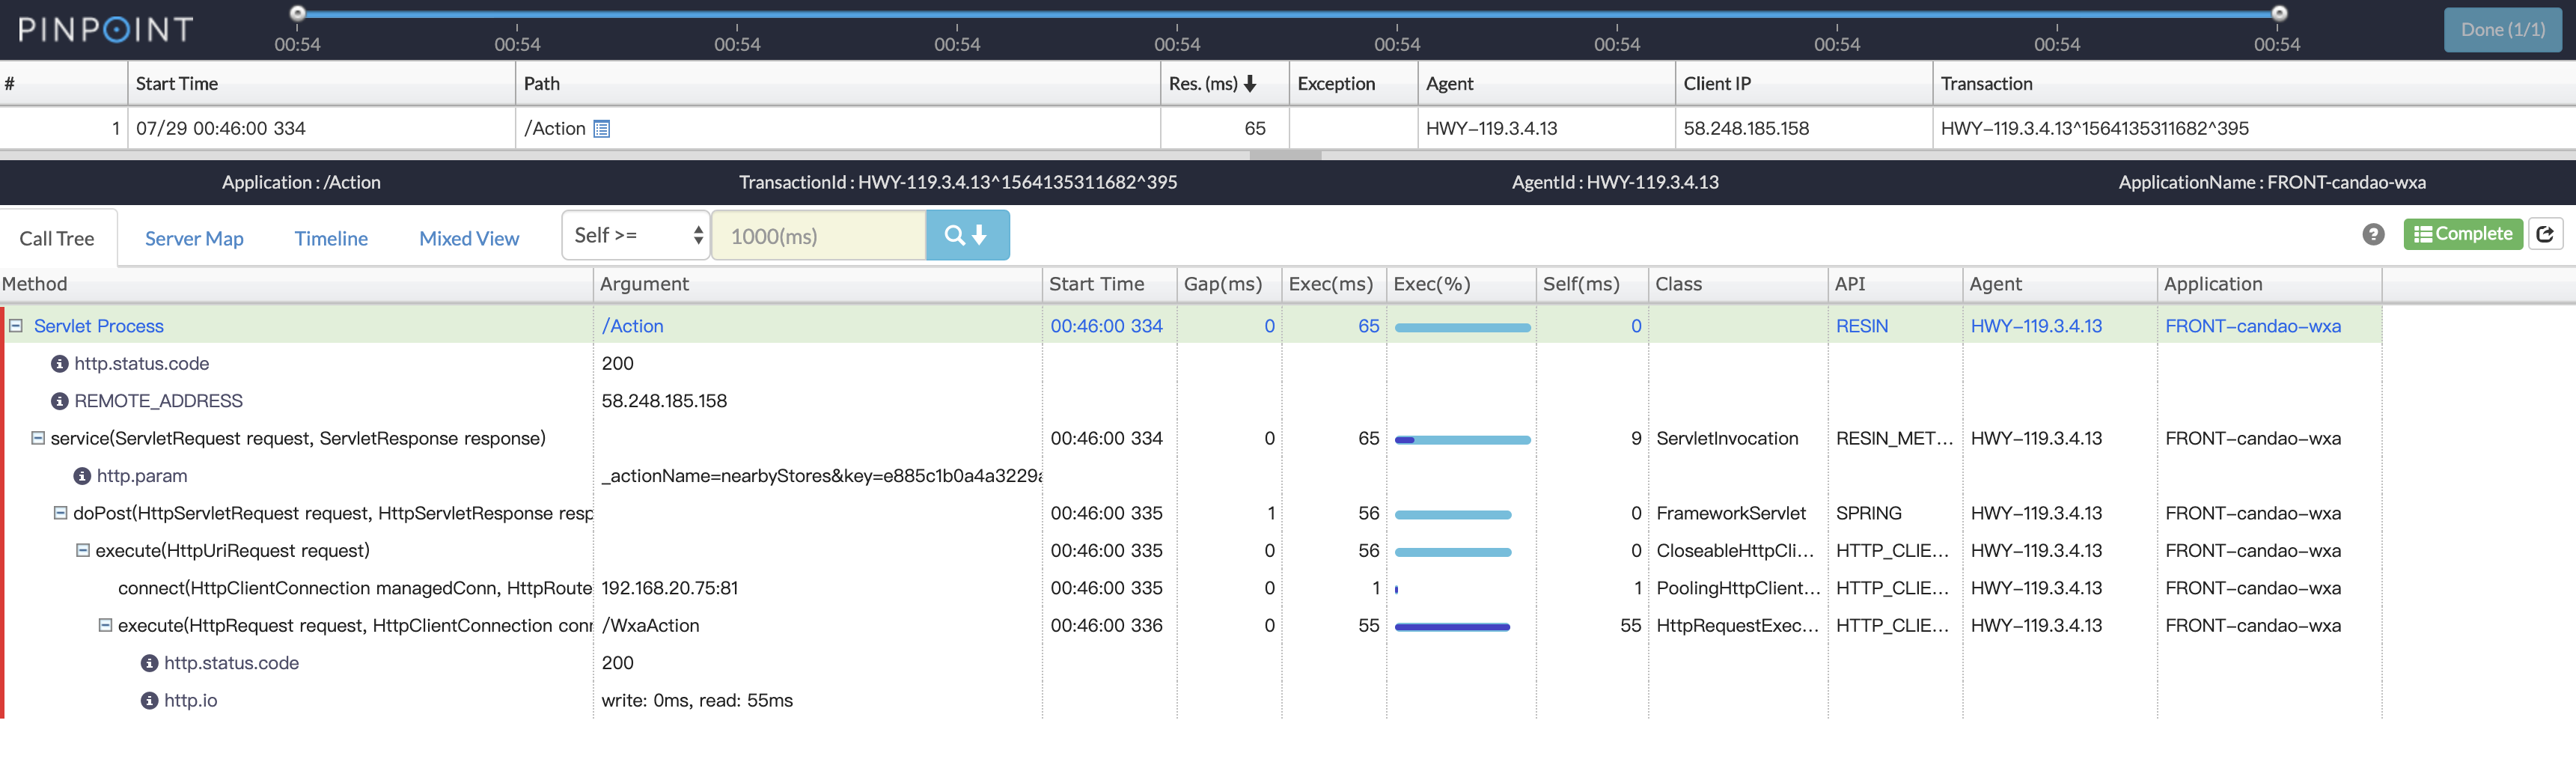 PINPOINT 00:54 00:54 00:54 00:54 00:54 00:54 00:54 00:54 00:54 00:54 Done (1/1)
# Start Time Path Res. (ms) Exception Agent Client IP Transaction
1 07/29 00:46:00 334 /Action 65 HWY-119.3.4.13 58.248.185.158 HWY-119.3.4.13^1564135311682^395
Application : /Action TransactionId : HWY-119.3.4.13^1564135311682^395 AgentId : HWY-119.3.4.13 ApplicationName : FRONT-candao-wxa
Call Tree Server Map Timeline Mixed View Self >= 1000(ms) ? Complete
Method Argument Start Time Gap(ms) Exec(ms) Exec(%) Self(ms) Class API Agent Application
Servlet Process /Action 00:46:00 334 0 65 0 RESIN HWY-119.3.4.13 FRONT-candao-wxa
http.status.code 200
REMOTE_ADDRESS 58.248.185.158
service(ServletRequest request, ServletResponse response) 00:46:00 334 0 65 9 ServletInvocation RESIN_MET... HWY-119.3.4.13 FRONT-candao-wxa
http.param _actionName=nearbyStores&key=e885c1b0a4a3229a
doPost(HttpServletRequest request, HttpServletResponse resp 00:46:00 335 1 56 0 FrameworkServlet SPRING HWY-119.3.4.13 FRONT-candao-wxa
execute(HttpUriRequest request) 00:46:00 335 0 56 0 CloseableHttpCli... HTTP_CLIE... HWY-119.3.4.13 FRONT-candao-wxa
connect(HttpClientConnection managedConn, HttpRoute 192.168.20.75:81 00:46:00 335 0 1 1 PoolingHttpClient... HTTP_CLIE... HWY-119.3.4.13 FRONT-candao-wxa
execute(HttpRequest request, HttpClientConnection conn /WxaAction 00:46:00 336 0 55 55 HttpRequestExec... HTTP_CLIE... HWY-119.3.4.13 FRONT-candao-wxa
http.status.code 200
http.io write: 0ms, read: 55ms